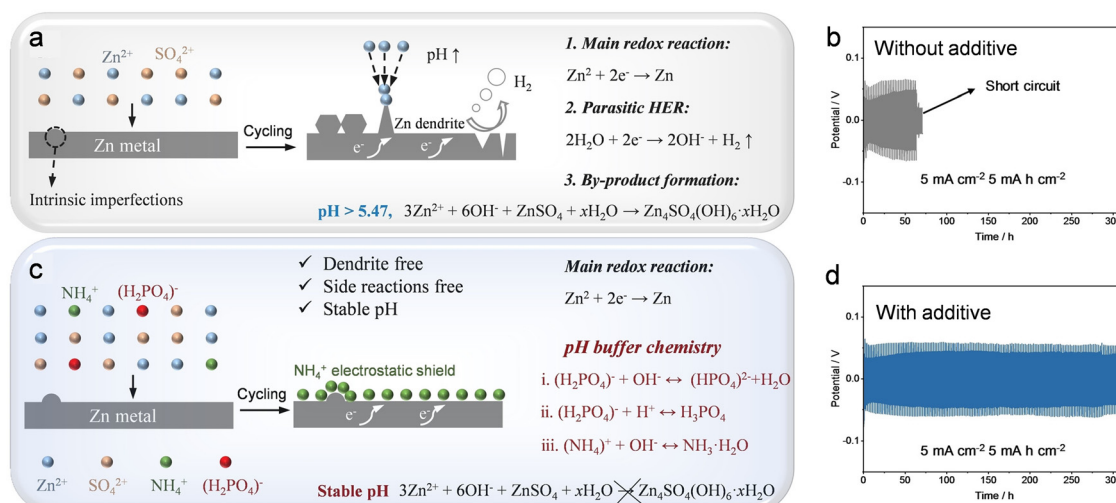 a
Zn²⁺ SO₄²⁺
Zn metal
Intrinsic imperfections
Cycling
pH ↑
H₂
Zn dendrite
e⁻ e⁻
1. Main redox reaction:
Zn² + 2e⁻ → Zn
2. Parasitic HER:
2H₂O + 2e⁻ → 2OH⁻ + H₂ ↑
3. By-product formation:
pH > 5.47, 3Zn²⁺ + 6OH⁻ + ZnSO₄ + xH₂O → Zn₄SO₄(OH)₆·xH₂O
b
Without additive
Short circuit
5 mA cm⁻² 5 mA h cm⁻²
Potential / V
0.1
0.0
-0.1
0 50 100 150 200 250 300
Time / h
c
NH₄⁺ (H₂PO₄)⁻
Zn metal
Zn²⁺ SO₄²⁺ NH₄⁺ (H₂PO₄)⁻
✓ Dendrite free
✓ Side reactions free
✓ Stable pH
Cycling
NH₄⁺ electrostatic shield
e⁻ e⁻
Main redox reaction:
Zn² + 2e⁻ → Zn
pH buffer chemistry
i. (H₂PO₄)⁻ + OH⁻ ↔ (HPO₄)²⁻+H₂O
ii. (H₂PO₄)⁻ + H⁺ ↔ H₃PO₄
iii. (NH₄)⁺ + OH⁻ ↔ NH₃·H₂O
Stable pH 3Zn²⁺ + 6OH⁻ + ZnSO₄ + xH₂O → Zn₄SO₄(OH)₆·xH₂O
d
With additive
5 mA cm⁻² 5 mA h cm⁻²
Potential / V
0.1
0.0
-0.1
0 50 100 150 200 250 300
Time / h